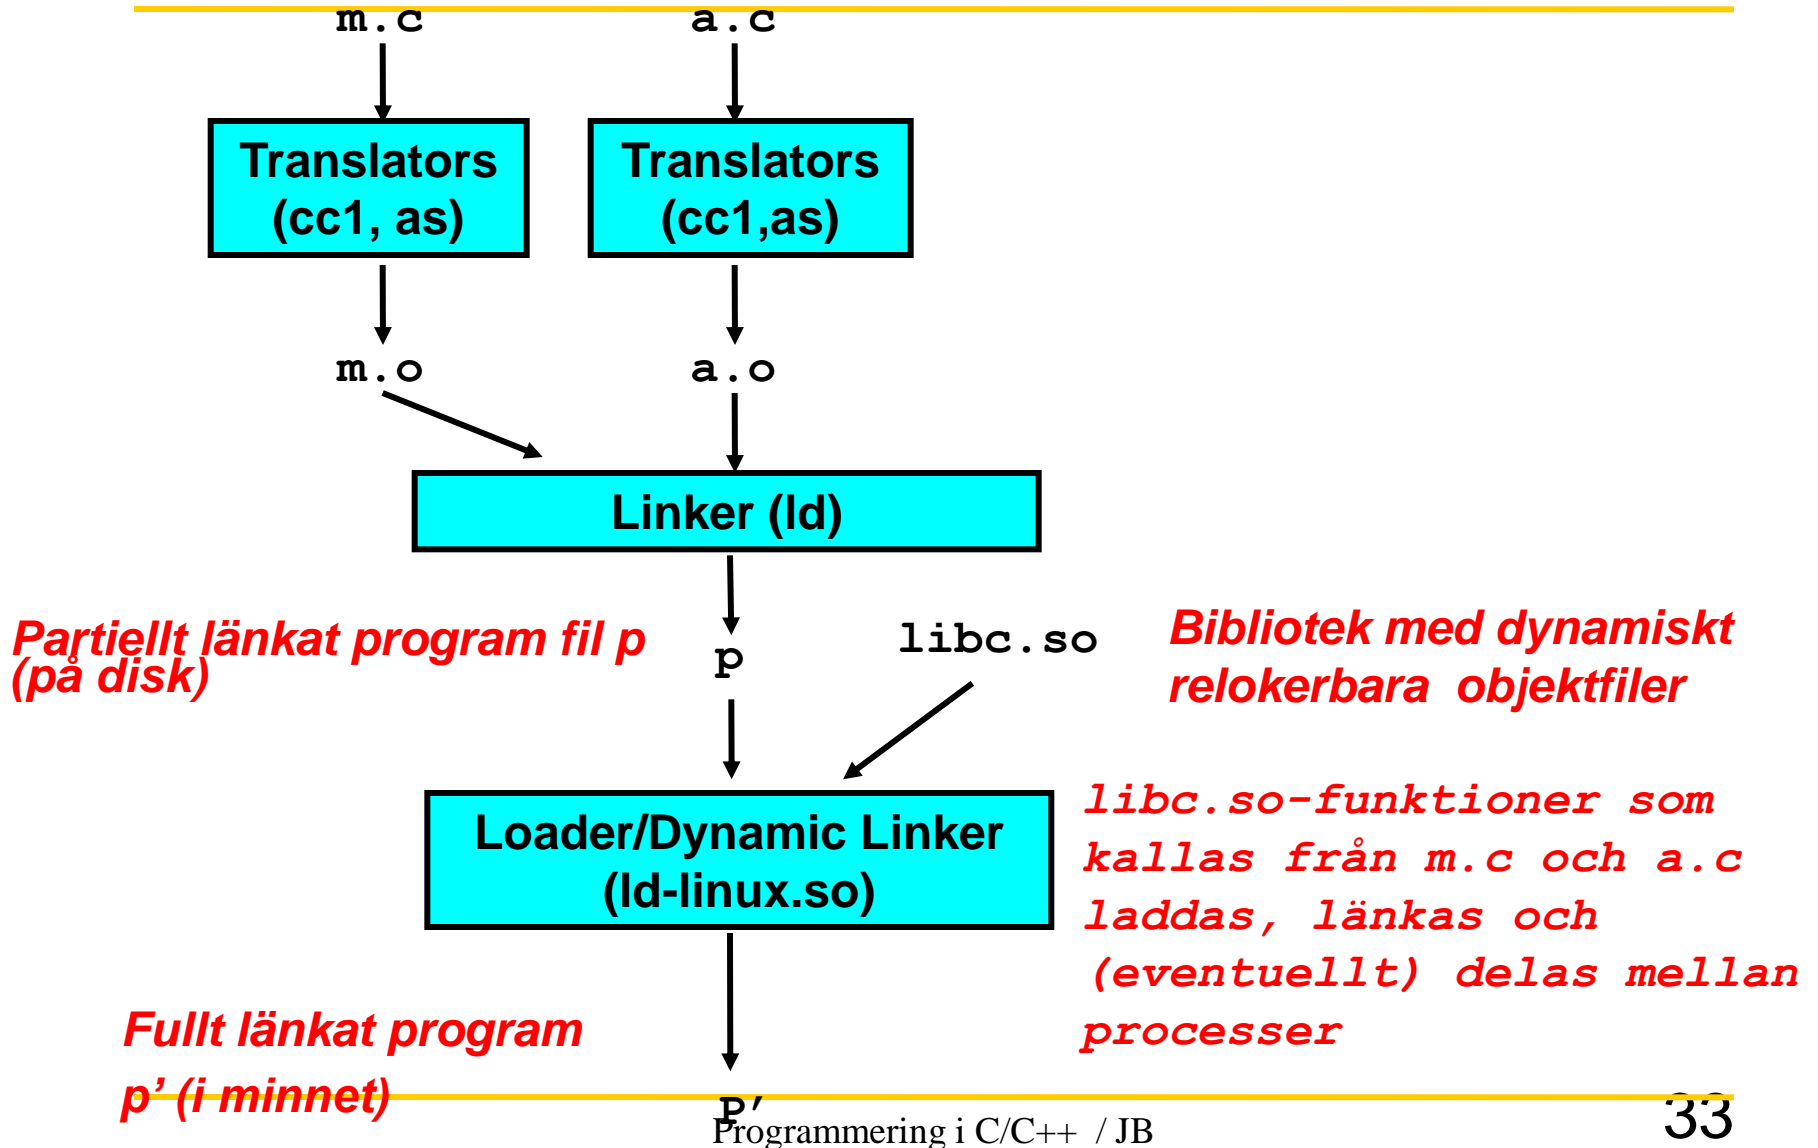 m.c
a.c
Translators
(cc1, as)
Translators
(cc1,as)
m.o
a.o
Linker (ld)
Partiellt länkat program fil p
(på disk)
p
libc.so
Bibliotek med dynamiskt
relokerbara objektfiler
Loader/Dynamic Linker
(ld-linux.so)
libc.so-funktioner som
kallas från m.c och a.c
laddas, länkas och
(eventuellt) delas mellan
processer
Fullt länkat program
p’ (i minnet)
P’
Programmering i C/C++ / JB
33